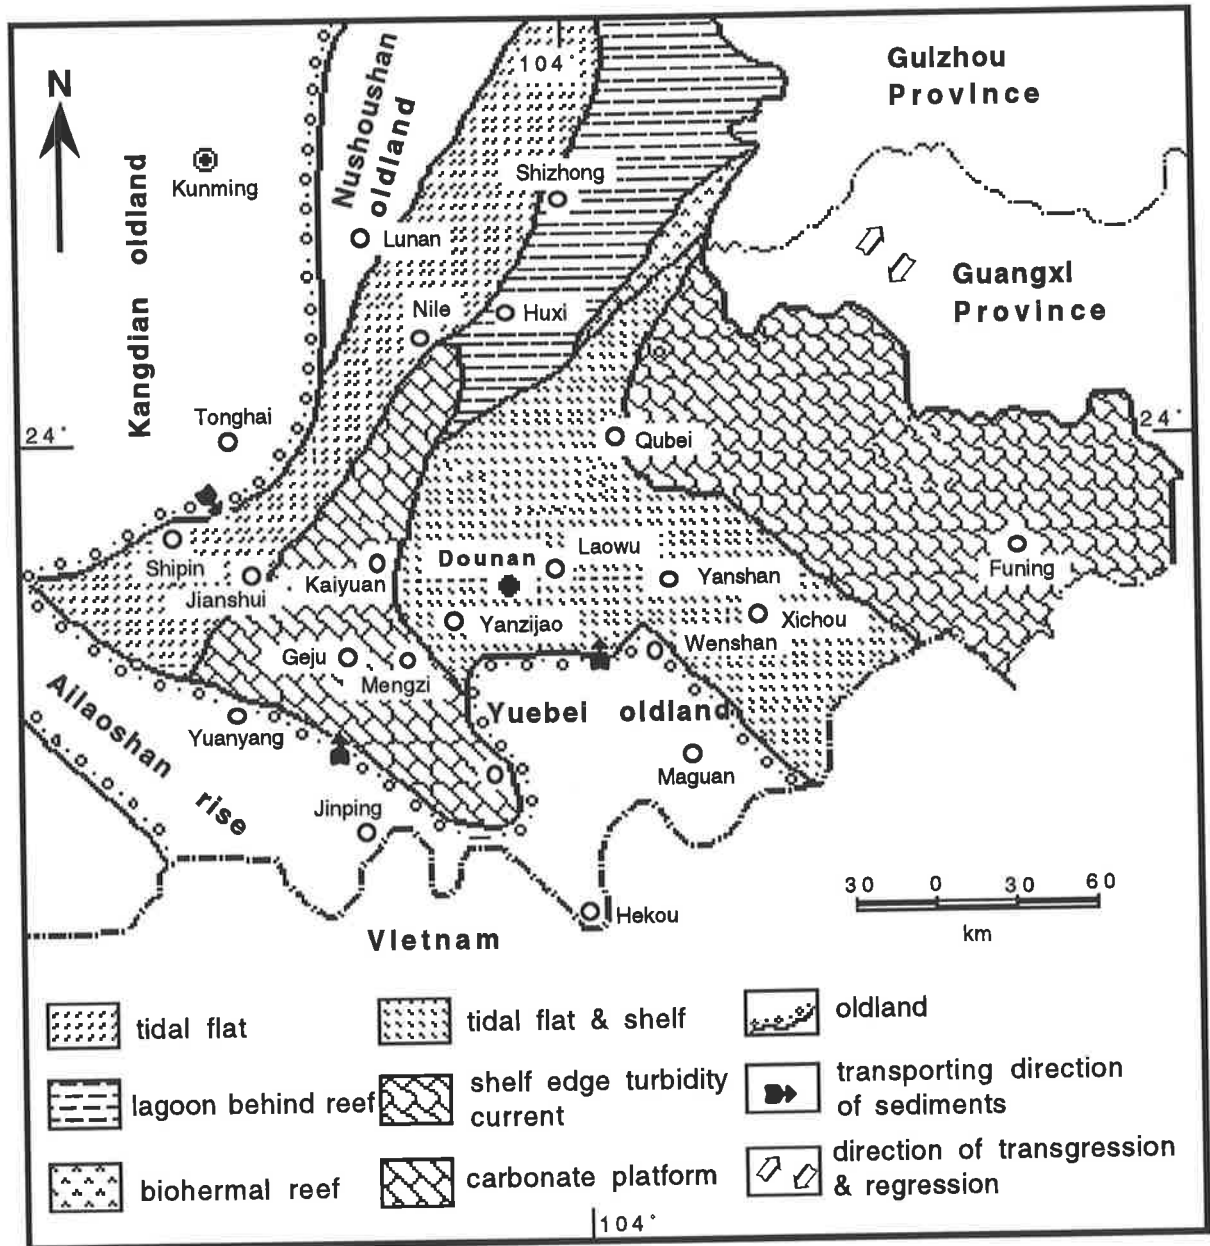 N
104°
Gulzhou
Province
Nushoushan
oldland
Kangdian oldland
Kunming
Shizhong
Lunan
Guangxl
Province
Nile
Huxi
Tonghai
24°
24°
Qubei
Shipin
Jianshui
Kaiyuan
Dounan
Laowu
Yanshan
Funing
Yanzijao
Xichou
Wenshan
Geju
Mengzi
Ailaoshan
rise
Yuanyang
Yuebei oldland
Maguan
Jinping
Hekou
Vletnam
30 0 30 60
km
tidal flat
tidal flat & shelf
oldland
lagoon behind reef
shelf edge turbidity
current
transporting direction
of sediments
biohermal reef
carbonate platform
direction of transgression
& regression
104°